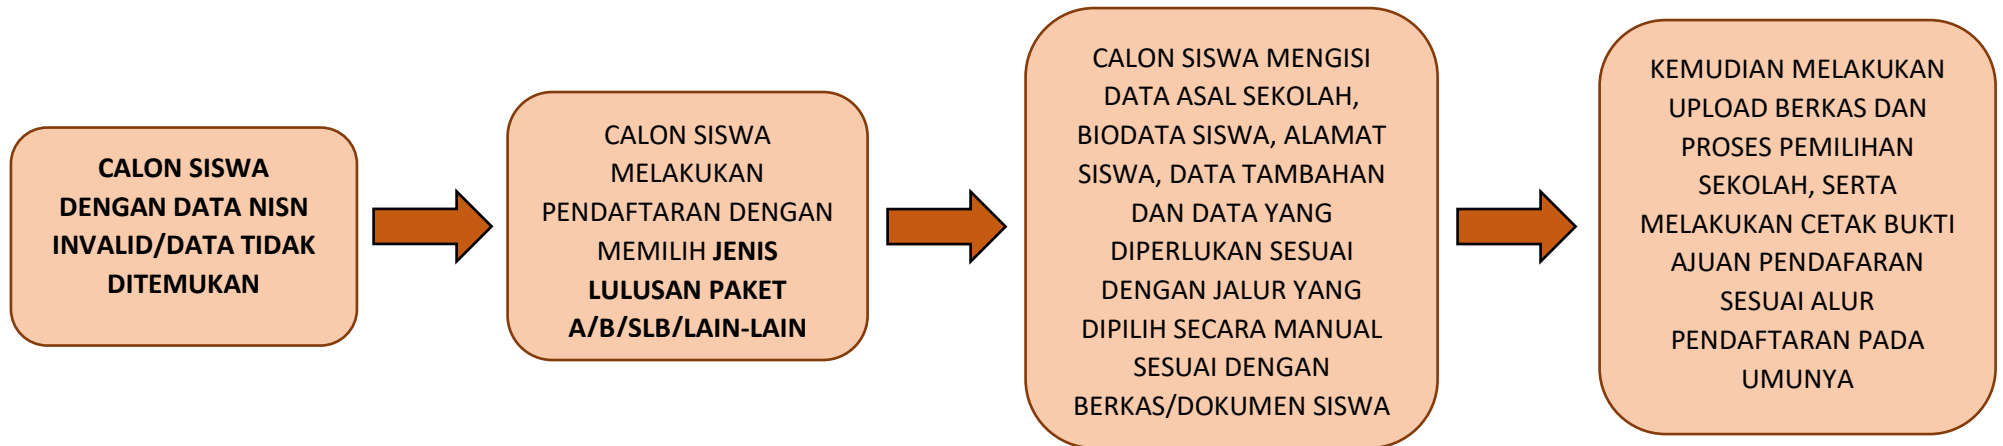 CALON SISWA
DENGAN DATA NISN
INVALID/DATA TIDAK
DITEMUKAN
CALON SISWA
MELAKUKAN
PENDAFTARAN DENGAN
MEMILIH JENIS
LULUSAN PAKET
A/B/SLB/LAIN-LAIN
CALON SISWA MENGISI
DATA ASAL SEKOLAH,
BIODATA SISWA, ALAMAT
SISWA, DATA TAMBAHAN
DAN DATA YANG
DIPERLUKAN SESUAI
DENGAN JALUR YANG
DIPILIH SECARA MANUAL
SESUAI DENGAN
BERKAS/DOKUMEN SISWA
KEMUDIAN MELAKUKAN
UPLOAD BERKAS DAN
PROSES PEMILIHAN
SEKOLAH, SERTA
MELAKUKAN CETAK BUKTI
AJUAN PENDAFARAN
SESUAI ALUR
PENDAFTARAN PADA
UMUNYA